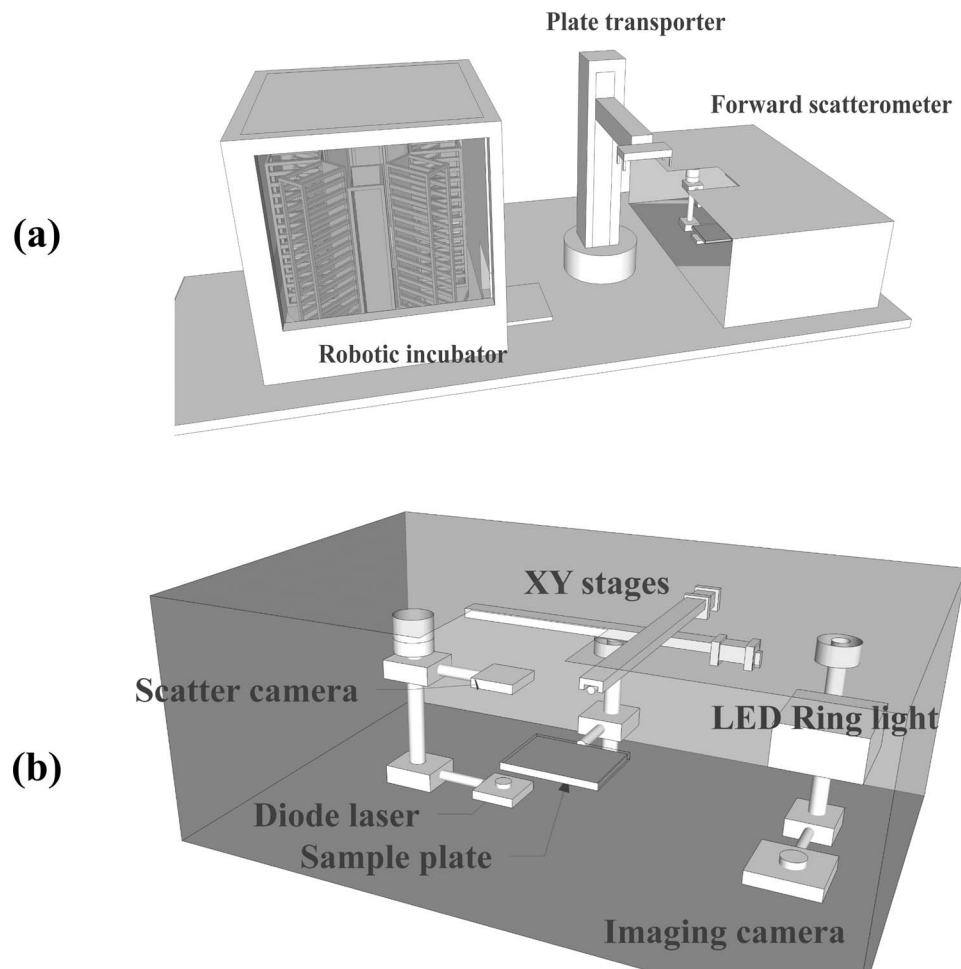 Plate transporter
Forward scatterometer
(a)
Robotic incubator
XY stages
Scatter camera
LED Ring light
(b)
Diode laser
Sample plate
Imaging camera